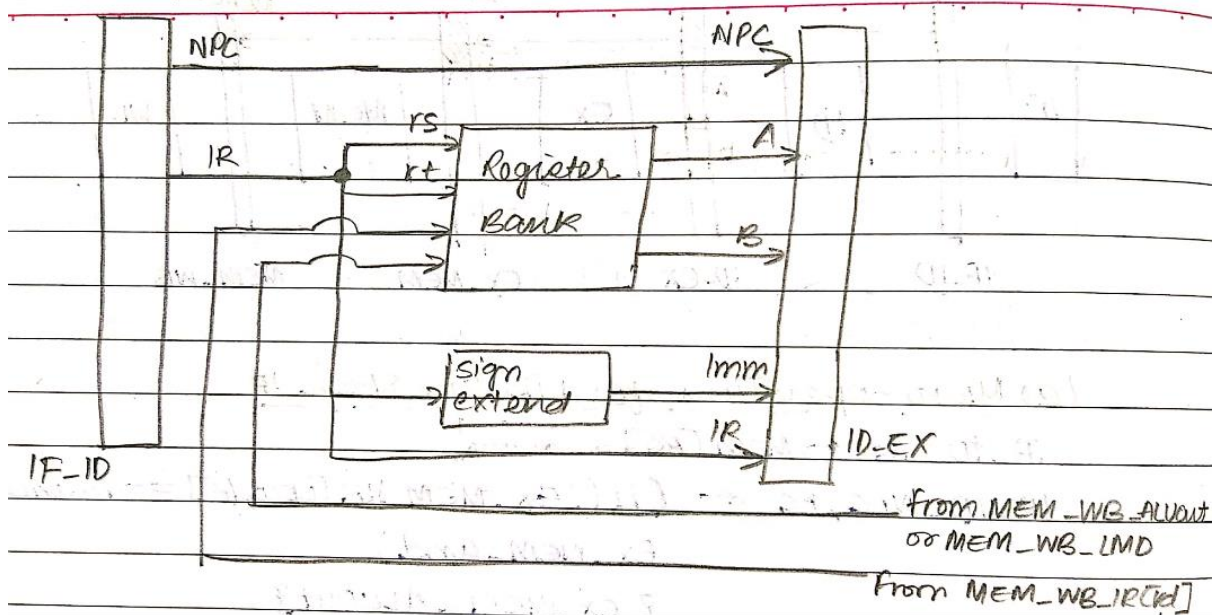 NPC
NPC
rs
A
IR
rt
Register
Bank
B
sign
extend
Imm
IR
IF_ID
ID_EX
from MEM_WB_ALUout
or MEM_WB_LMD
from MEM_WB_IR[rd]